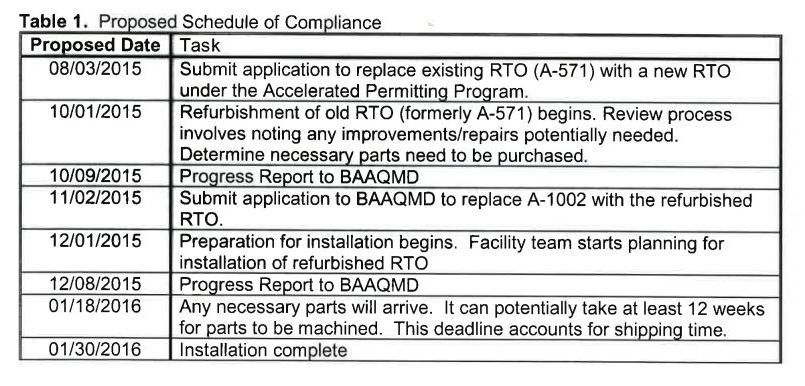 Table 1. Proposed Schedule of Compliance
Proposed Date Task
08/03/2015 Submit application to replace existing RTO (A-571) with a new RTO
under the Accelerated Permitting Program.
10/01/2015 Refurbishment of old RTO (formerly A-571) begins. Review process
involves noting any improvements/repairs potentially needed.
Determine necessary parts need to be purchased.
10/09/2015 Progress Report to BAAQMD
11/02/2015 Submit application to BAAQMD to replace A-1002 with the refurbished
RTO.
12/01/2015 Preparation for installation begins. Facility team starts planning for
installation of refurbished RTO
12/08/2015 Progress Report to BAAQMD
01/18/2016 Any necessary parts will arrive. It can potentially take at least 12 weeks
for parts to be machined. This deadline accounts for shipping time.
01/30/2016 Installation complete